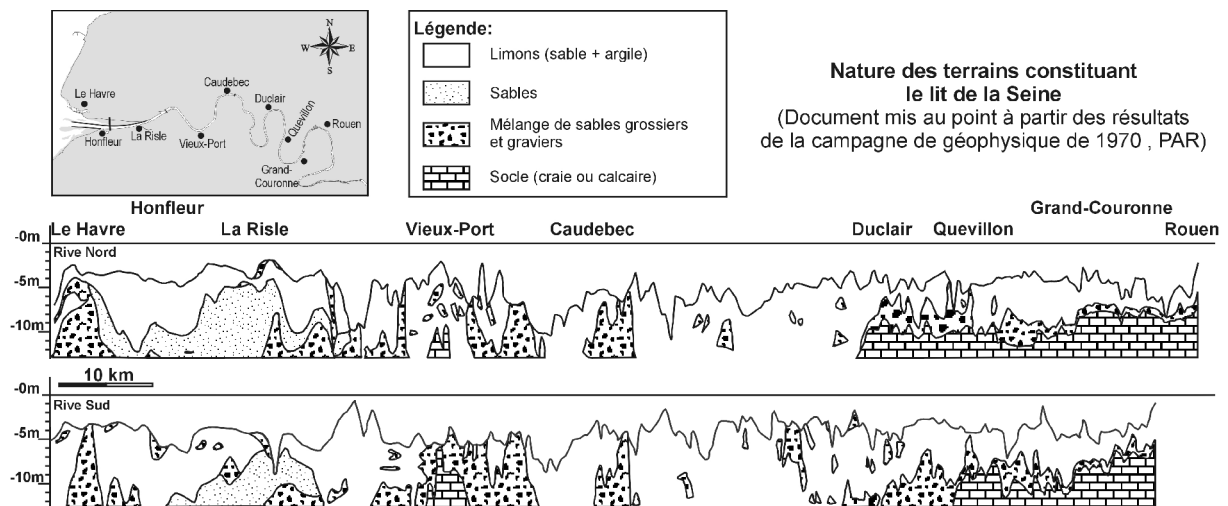 N
W E
S
Le Havre
Honfleur
La Risle
Vieux-Port
Caudebec
Duclair
Quevillon
Rouen
Grand-
Couronne
Légende:
Limons (sable + argile)
Sables
Mélange de sables grossiers
et graviers
Socle (craie ou calcaire)
Nature des terrains constituant
le lit de la Seine
(Document mis au point à partir des résultats
de la campagne de géophysique de 1970 , PAR)
Honfleur Grand-Couronne
Le Havre La Risle Vieux-Port Caudebec Duclair Quevillon Rouen
-0m
Rive Nord
-5m
-10m
10 km
-0m
Rive Sud
-5m
-10m